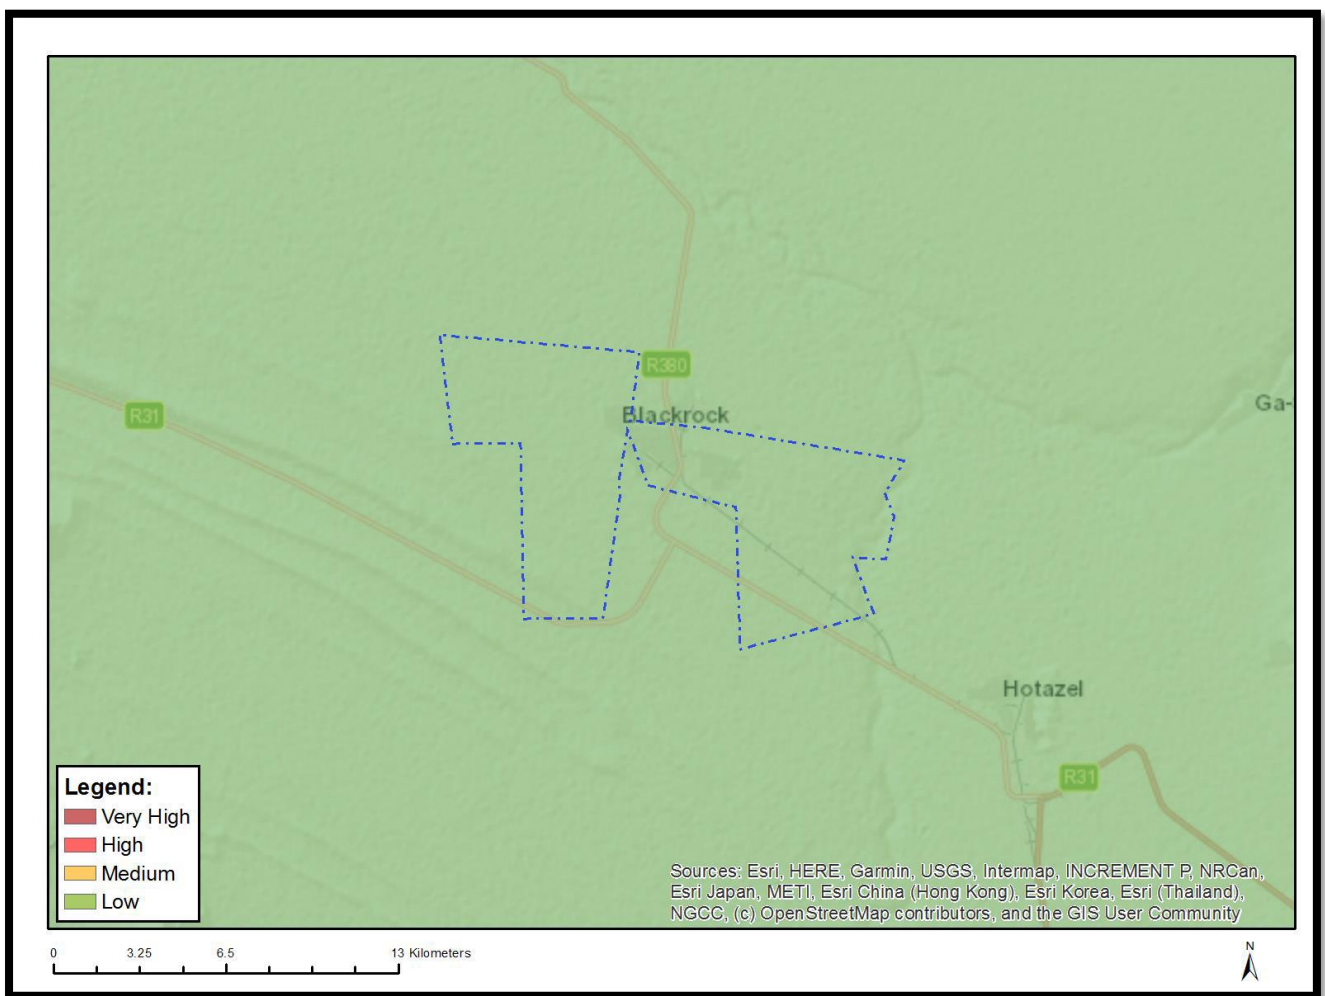 R380
Blackrock
Ga-
R31
Hotazel
R31
Legend:
Very High
High
Medium
Low
Sources: Esri, HERE, Garmin, USGS, Intermap, INCREMENT P, NRCan,
Esri Japan, METI, Esri China (Hong Kong), Esri Korea, Esri (Thailand),
NGCC, (c) OpenStreetMap contributors, and the GIS User Community
0 3.25 6.5 13 Kilometers
N